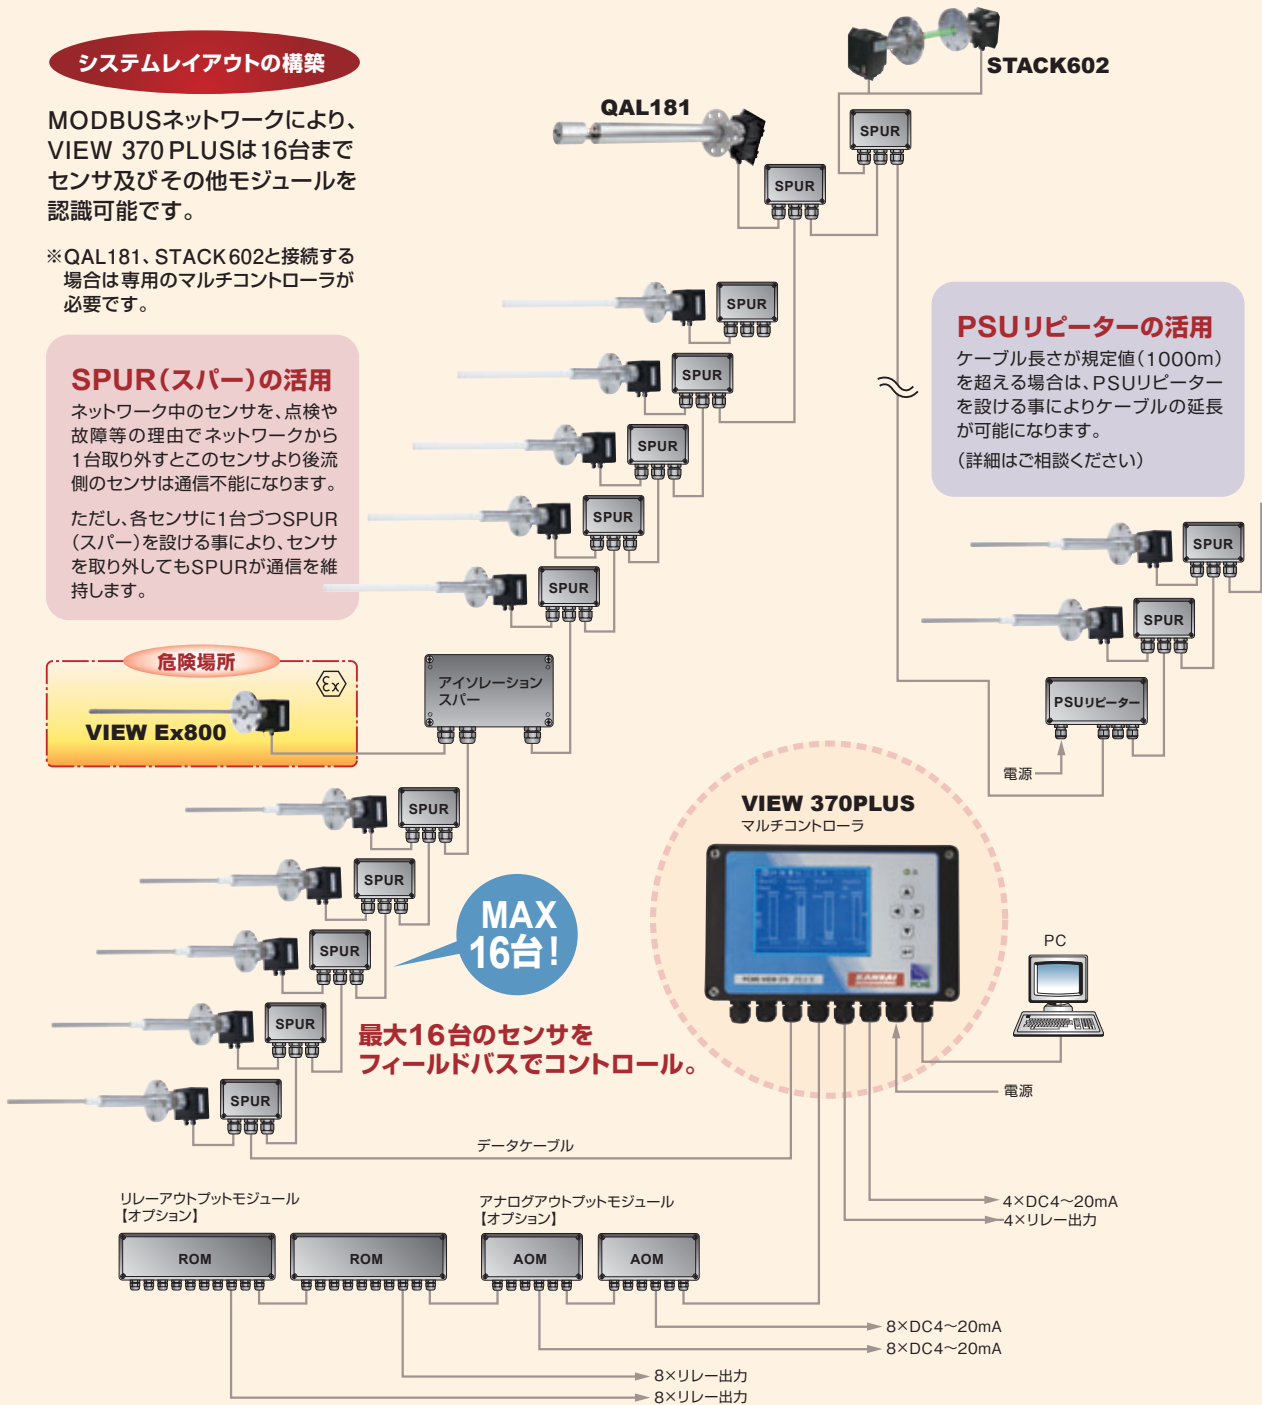 システムレイアウトの構築
MODBUSネットワークにより、
VIEW 370 PLUSは16台まで
センサ及びその他モジュールを
認識可能です。
※QAL181、STACK602と接続する
場合は専用のマルチコントローラが
必要です。
SPUR（スパー）の活用
ネットワーク中のセンサを、点検や
故障等の理由でネットワークから
1台取り外すとこのセンサより後流
側のセンサは通信不能になります。
ただし、各センサに1台づつSPUR
（スパー）を設ける事により、センサ
を取り外してもSPURが通信を維
持します。
STACK602
QAL181
SPUR
SPUR
SPUR
SPUR
SPUR
SPUR
SPUR
PSUリピーターの活用
ケーブル長さが規定値（1000m）
を超える場合は、PSUリピーター
を設ける事によりケーブルの延長
が可能になります。
（詳細はご相談ください）
SPUR
SPUR
PSUリピーター
電源
危険場所
Ex
VIEW Ex800
アイソレーション
スパー
SPUR
SPUR
SPUR
SPUR
SPUR
MAX
16台！
最大16台のセンサを
フィールドバスでコントロール。
VIEW 370PLUS
マルチコントローラ
KANSAI
PCME
PC
電源
データケーブル
4×DC4〜20mA
4×リレー出力
リレーアウトプットモジュール
【オプション】
アナログアウトプットモジュール
【オプション】
ROM
ROM
AOM
AOM
8×DC4〜20mA
8×DC4〜20mA
8×リレー出力
8×リレー出力